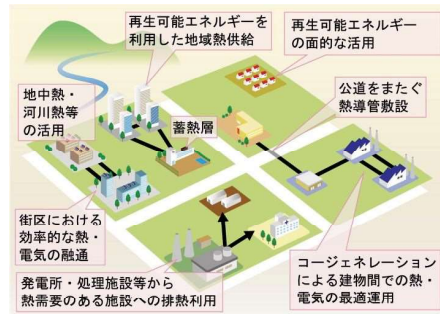 再生可能エネルギーを
利用した地域熱供給
再生可能エネルギー
の面的な活用
地中熱・
河川熱等
の活用
公道をまたぐ
熱導管敷設
蓄熱層
街区における
効率的な熱・
電気の融通
発電所・処理施設等から
熱需要のある施設への排熱利用
コージェネレーション
による建物間での熱・
電気の最適運用